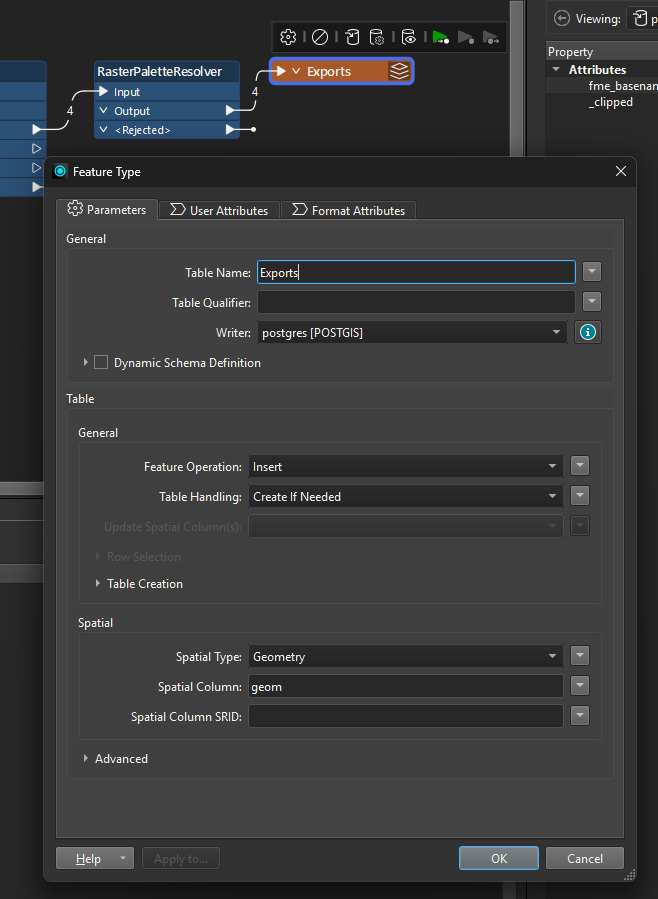 Viewing:
RasterPaletteResolver
Input
Output
<Rejected>
4
4
Exports
Property
Attributes
fme_basenam
_clipped
Feature Type
Parameters
User Attributes
Format Attributes
General
Table Name: Exports
Table Qualifier:
Writer: postgres [POSTGIS]
Dynamic Schema Definition
Table
General
Feature Operation: Insert
Table Handling: Create If Needed
Update Spatial Column(s):
Row Selection
Table Creation
Spatial
Spatial Type: Geometry
Spatial Column: geom
Spatial Column SRID:
Advanced
Help
Apply to...
OK
Cancel